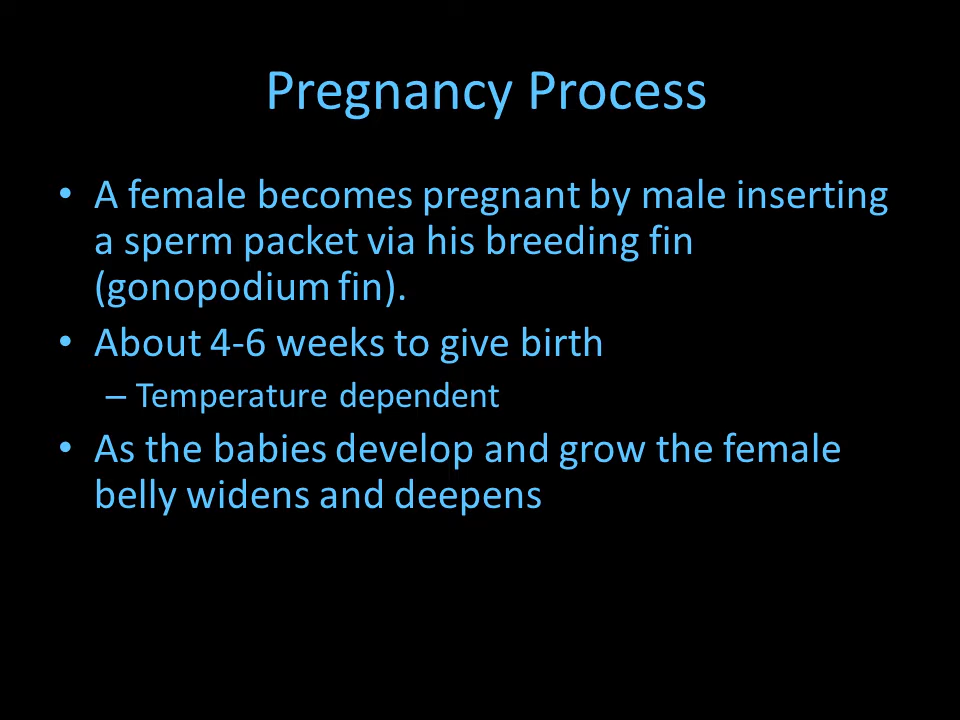 Pregnancy Process
• A female becomes pregnant by male inserting
a sperm packet via his breeding fin
(gonopodium fin).
• About 4-6 weeks to give birth
– Temperature dependent
• As the babies develop and grow the female
belly widens and deepens